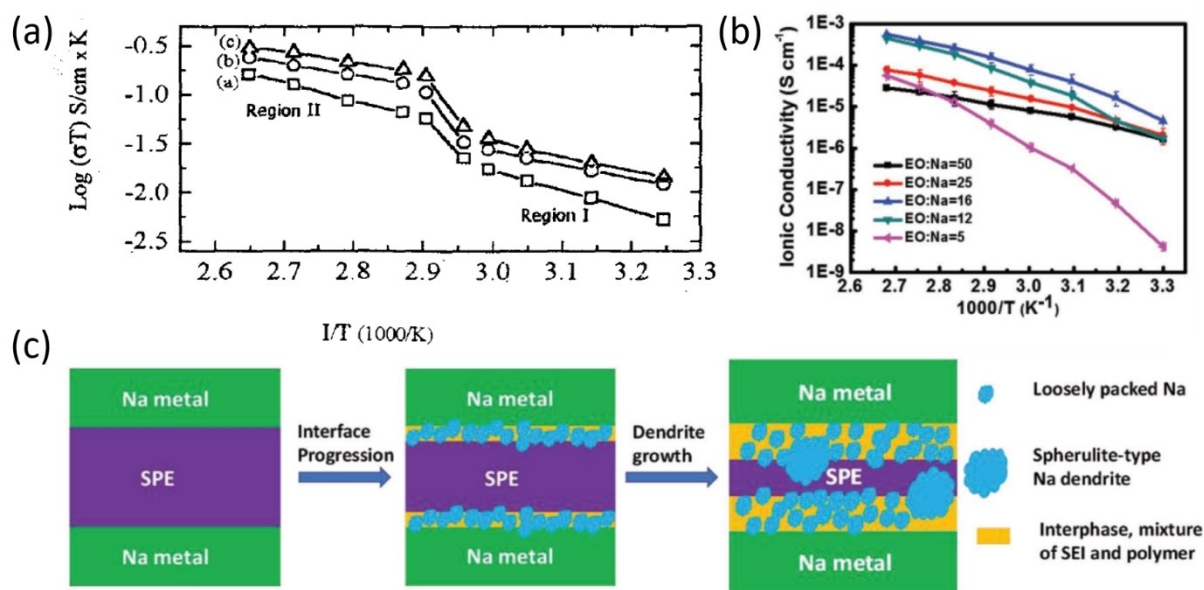 (a)
Log (σT) S/cm x K
-0.5
-1.0
-1.5
-2.0
-2.5
(c)
(b)
(a)
Region II
Region I
2.6 2.7 2.8 2.9 3.0 3.1 3.2 3.3
I/T (1000/K)
(b)
Ionic Conductivity (S cm⁻¹)
1E-3
1E-4
1E-5
1E-6
1E-7
1E-8
1E-9
EO:Na=50
EO:Na=25
EO:Na=16
EO:Na=12
EO:Na=5
2.6 2.7 2.8 2.9 3.0 3.1 3.2 3.3
1000/T (K⁻¹)
(c)
Na metal
SPE
Na metal
Interface
Progression
Na metal
SPE
Na metal
Dendrite
growth
Na metal
SPE
Na metal
Loosely packed Na
Spherulite-type
Na dendrite
Interphase, mixture
of SEI and polymer